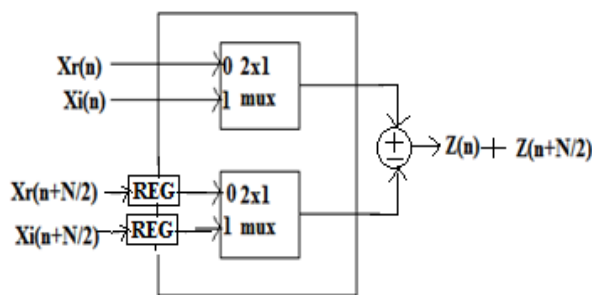 Xr(n)
0 2x1
Xi(n)
1 mux
+
−
Z(n) + Z(n+N/2)
Xr(n+N/2)
REG
0 2x1
Xi(n+N/2)
REG
1 mux